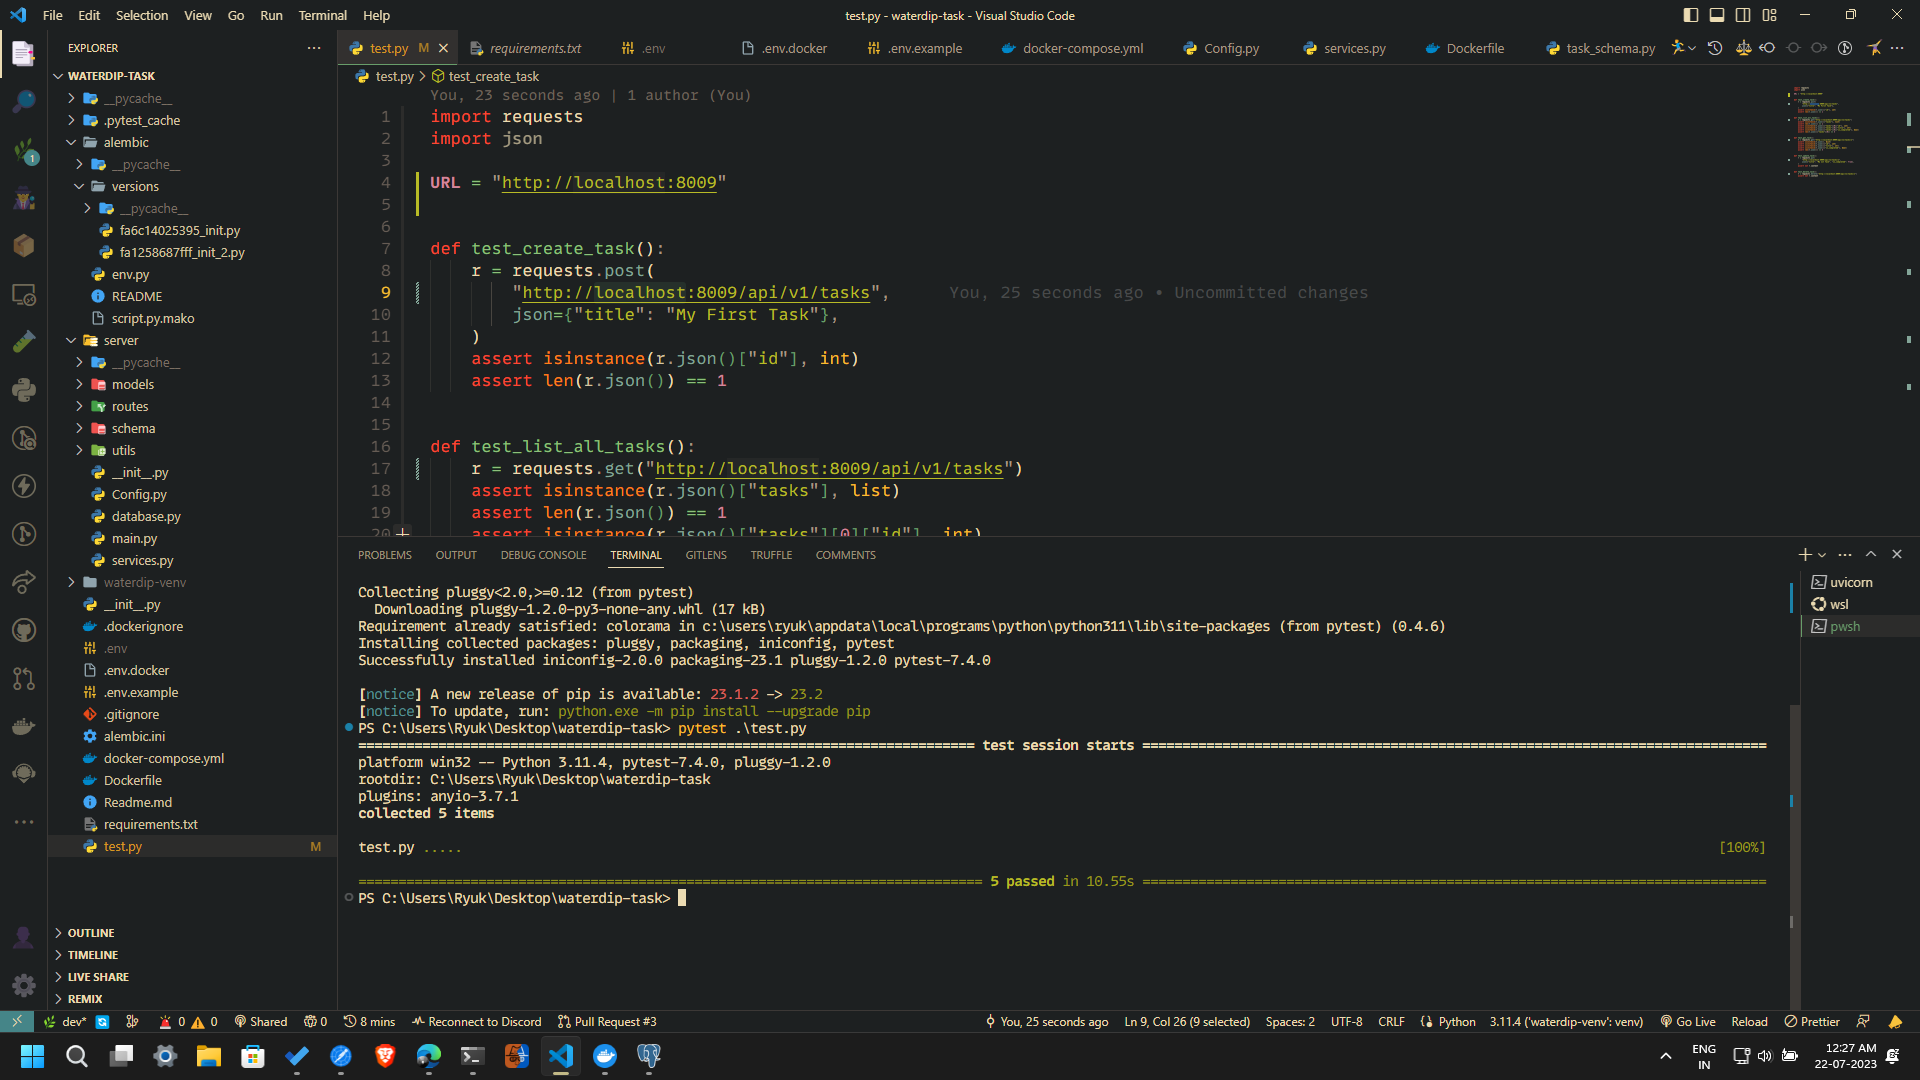 File Edit Selection View Go Run Terminal Help
test.py - waterdip-task - Visual Studio Code
EXPLORER
WATERDIP-TASK
__pycache__
.pytest_cache
alembic
__pycache__
versions
__pycache__
fa6c14025395_init.py
fa1258687fff_init_2.py
env.py
README
script.py.mako
server
__pycache__
models
routes
schema
utils
__init__.py
Config.py
database.py
main.py
services.py
waterdip-venv
__init__.py
.dockerignore
.env
.env.docker
.env.example
.gitignore
alembic.ini
docker-compose.yml
Dockerfile
Readme.md
requirements.txt
test.py M
OUTLINE
TIMELINE
LIVE SHARE
REMIX
1
test.py M requirements.txt .env .env.docker .env.example docker-compose.yml Config.py services.py Dockerfile task_schema.py
test.py > test_create_task
You, 23 seconds ago | 1 author (You)
1 import requests
2 import json
3
4 URL = "http://localhost:8009"
5
6
7 def test_create_task():
8 r = requests.post(
9 "http://localhost:8009/api/v1/tasks", You, 25 seconds ago • Uncommitted changes
10 json={"title": "My First Task"},
11 )
12 assert isinstance(r.json()["id"], int)
13 assert len(r.json()) == 1
14
15
16 def test_list_all_tasks():
17 r = requests.get("http://localhost:8009/api/v1/tasks")
18 assert isinstance(r.json()["tasks"], list)
19 assert len(r.json()) == 1
20 assert isinstance(r.json()["tasks"][0]["id"], int)
PROBLEMS OUTPUT DEBUG CONSOLE TERMINAL GITLENS TRUFFLE COMMENTS
Collecting pluggy<2.0,>=0.12 (from pytest)
Downloading pluggy-1.2.0-py3-none-any.whl (17 kB)
Requirement already satisfied: colorama in c:\users\ryuk\appdata\local\programs\python\python311\lib\site-packages (from pytest) (0.4.6)
Installing collected packages: pluggy, packaging, iniconfig, pytest
Successfully installed iniconfig-2.0.0 packaging-23.1 pluggy-1.2.0 pytest-7.4.0
[notice] A new release of pip is available: 23.1.2 -> 23.2
[notice] To update, run: python.exe -m pip install --upgrade pip
PS C:\Users\Ryuk\Desktop\waterdip-task> pytest .\test.py
============ test session starts ============
platform win32 -- Python 3.11.4, pytest-7.4.0, pluggy-1.2.0
rootdir: C:\Users\Ryuk\Desktop\waterdip-task
plugins: anyio-3.7.1
collected 5 items
test.py ..... [100%]
============ 5 passed in 10.55s ============
PS C:\Users\Ryuk\Desktop\waterdip-task>
uvicorn
wsl
pwsh
dev* 0 0 Shared 0 8 mins Reconnect to Discord Pull Request #3 You, 25 seconds ago Ln 9, Col 26 (9 selected) Spaces: 2 UTF-8 CRLF Python 3.11.4 ('waterdip-venv': venv) Go Live Reload Prettier
ENG
IN
12:27 AM
22-07-2023